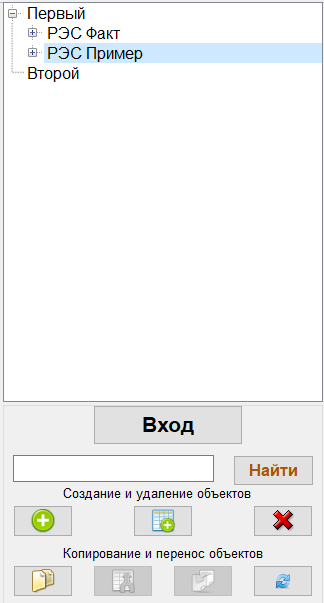 Первый
РЭС Факт
РЭС Пример
Второй
Вход
Найти
Создание и удаление объектов
Копирование и перенос объектов